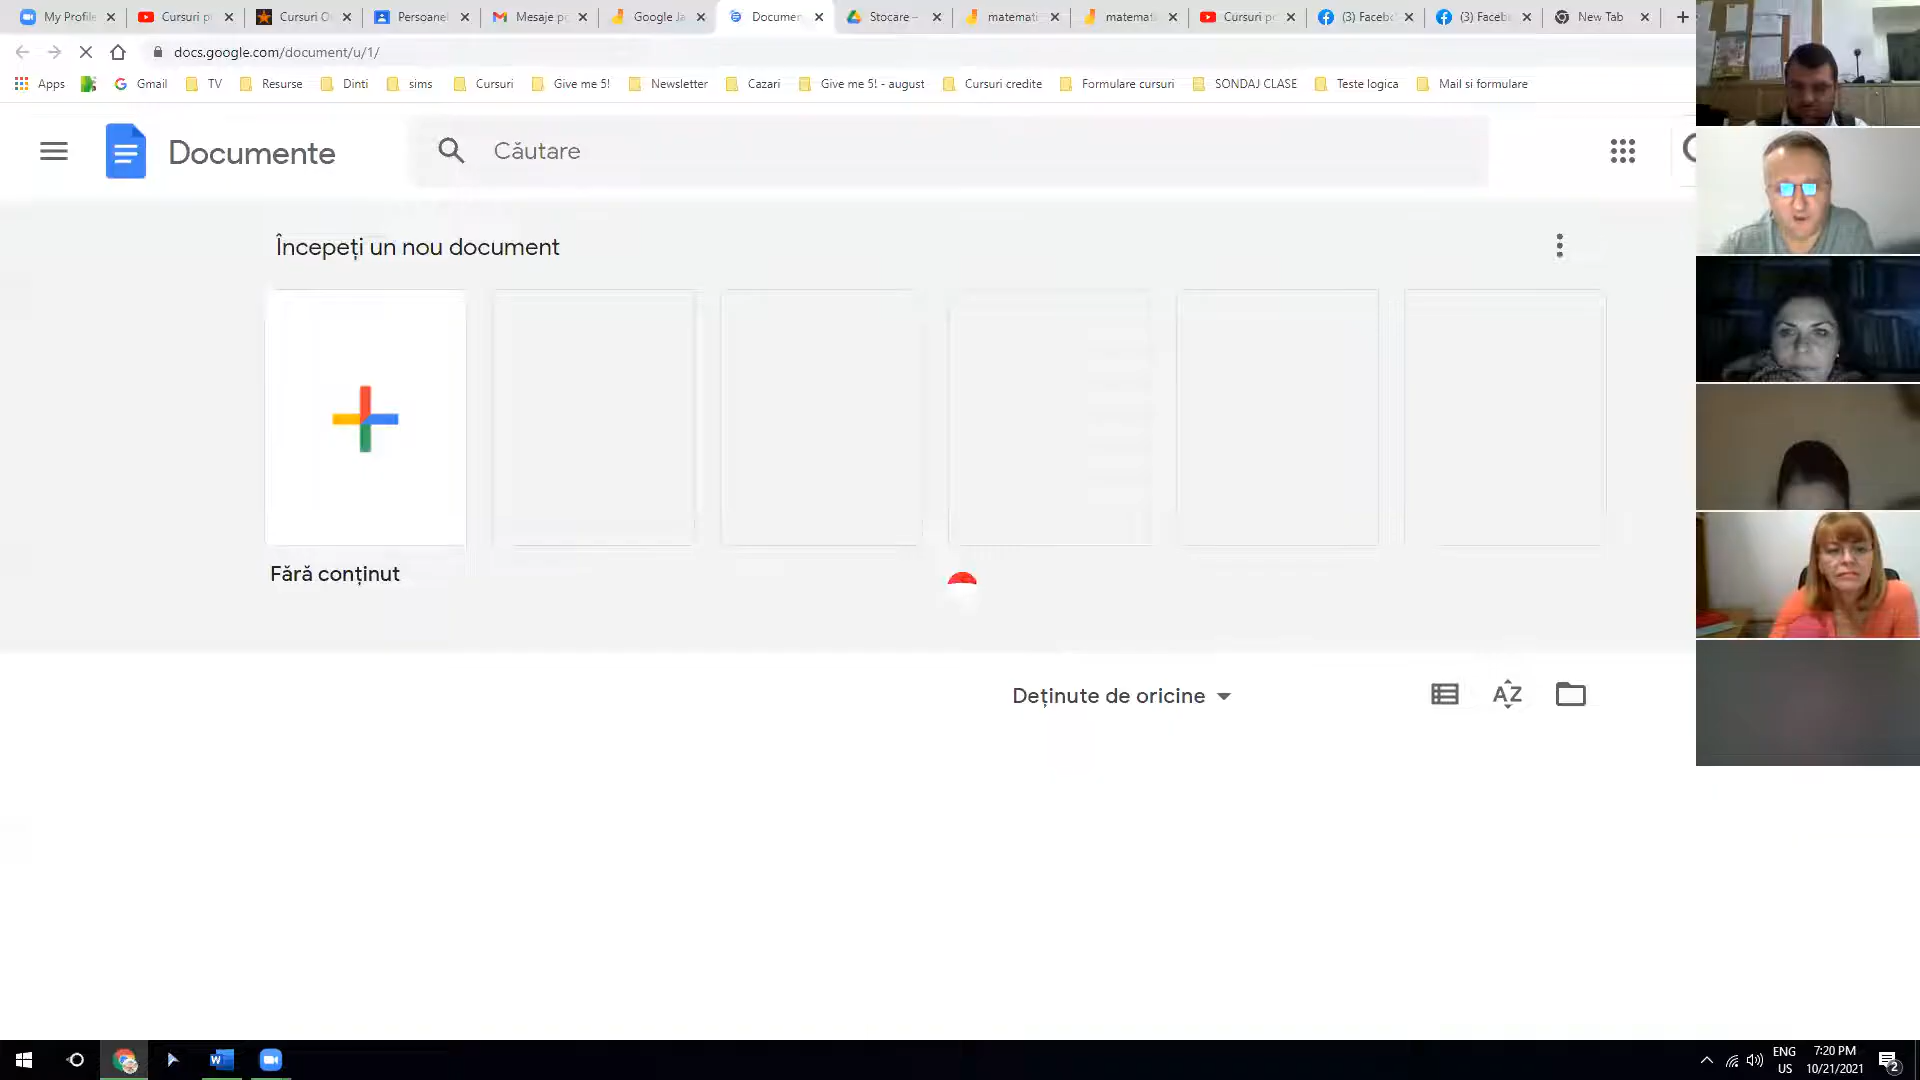 My Profile
Cursuri p
Cursuri O
Persoane
Mesaje p
Google Ja
Documen
Stocare –
matemati
matemat
Cursuri p
(3) Faceb
(3) Faceb
New Tab
docs.google.com/document/u/1/
Apps
Gmail
TV
Resurse
Dinti
sims
Cursuri
Give me 5!
Newsletter
Cazari
Give me 5! - august
Cursuri credite
Formulare cursuri
SONDAJ CLASE
Teste logica
Mail si formulare
Documente
Căutare
Începeți un nou document
Fără conținut
Deținute de oricine
AZ
ENG
US
7:20 PM
10/21/2021
2